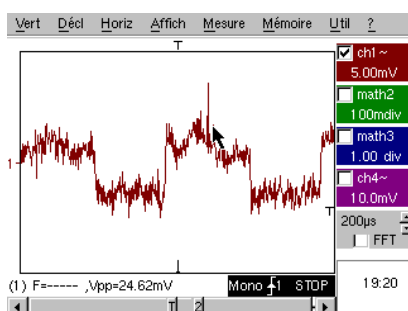 Vert Décl Horiz Affich Mesure Mémoire Util ?
T
ch1 ~
5.00mV
math2
100mdiv
math3
1.00 div
ch4~
10.0mV
1
T
200µs
FFT
(1) F=----- ,Vpp=24.62mV Mono 1 STOP
19:20
T 2